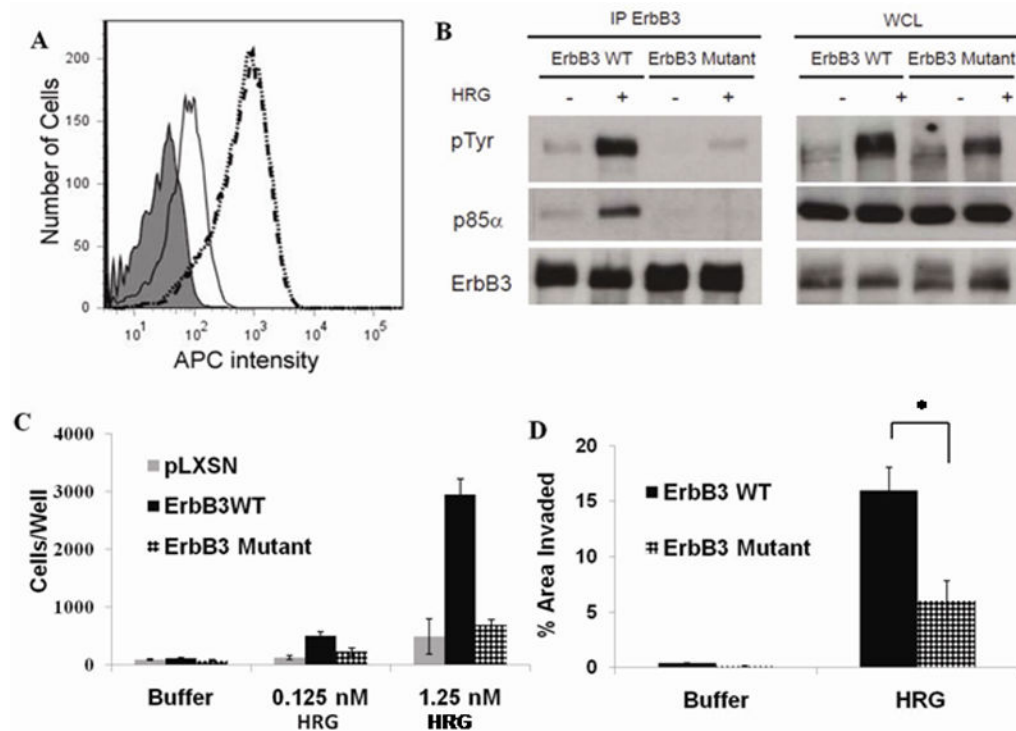 A
Number of Cells
200
150
100
50
0
10¹ 10² 10³ 10⁴ 10⁵
APC intensity
B
IP ErbB3 WCL
ErbB3 WT ErbB3 Mutant ErbB3 WT ErbB3 Mutant
HRG - + - + - + - +
pTyr
p85α
ErbB3
C
Cells/Well
4000
3000
2000
1000
0
pLXSN
ErbB3WT
ErbB3 Mutant
Buffer 0.125 nM 1.25 nM
HRG HRG
D
*
% Area Invaded
20
15
10
5
0
ErbB3 WT
ErbB3 Mutant
Buffer HRG